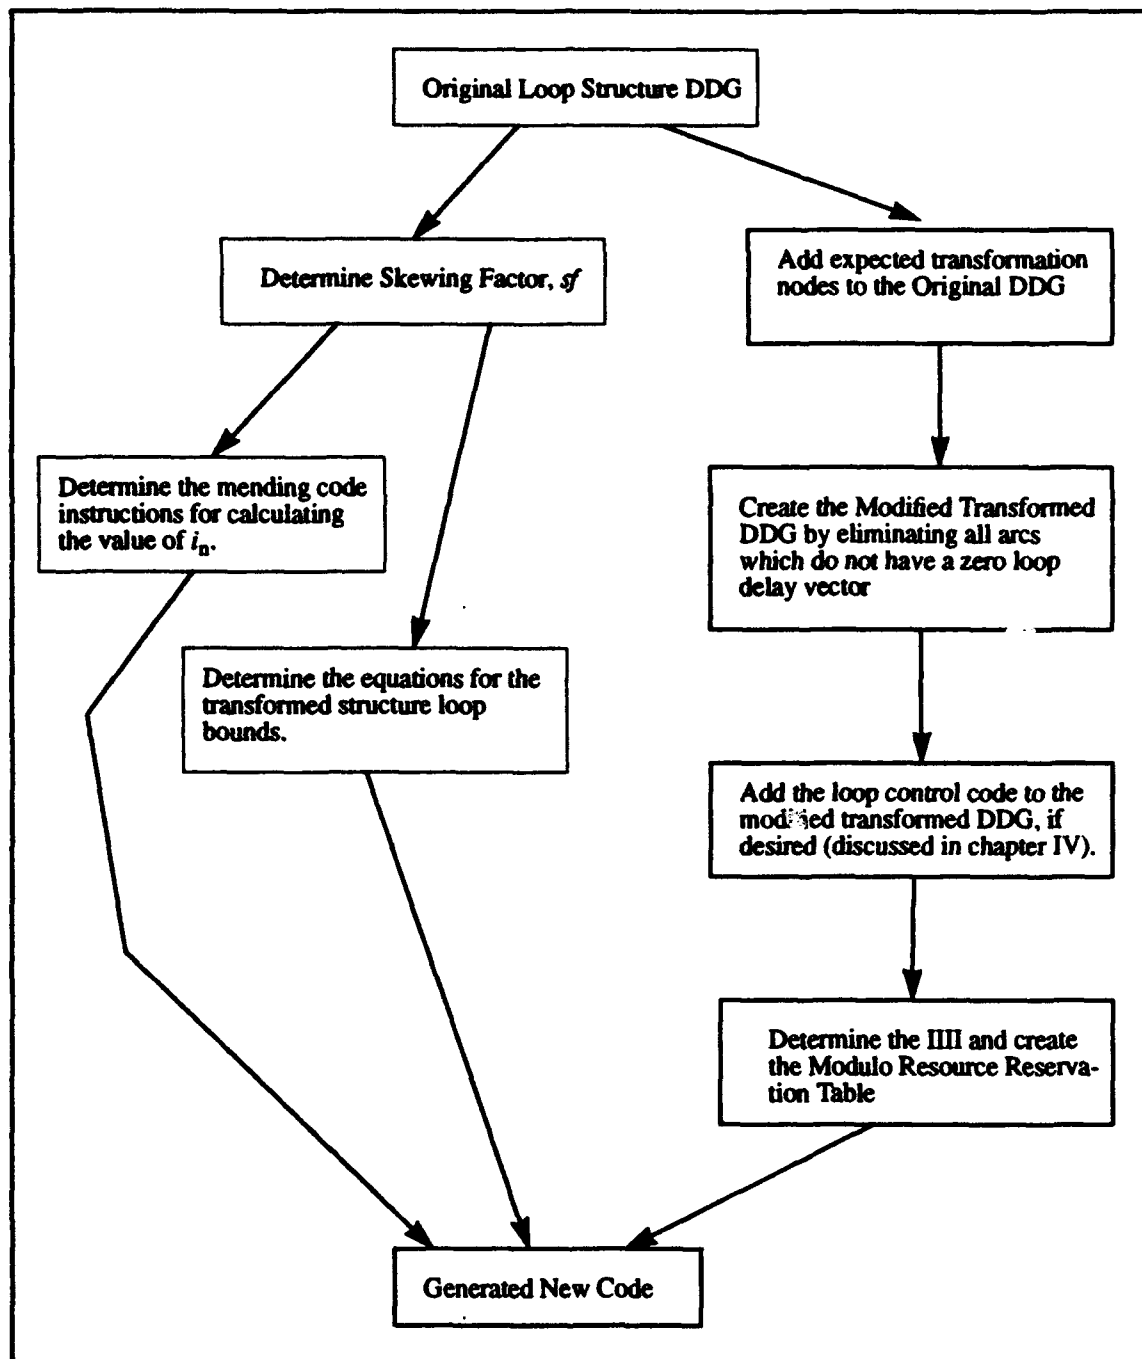 Original Loop Structure DDG
Determine Skewing Factor, sf
Add expected transformation
nodes to the Original DDG
Determine the mending code
instructions for calculating
the value of iₙ.
Create the Modified Transformed
DDG by eliminating all arcs
which do not have a zero loop
delay vector
Determine the equations for the
transformed structure loop
bounds.
Add the loop control code to the
modified transformed DDG, if
desired (discussed in chapter IV).
Determine the IIII and create
the Modulo Resource Reserva-
tion Table
Generated New Code